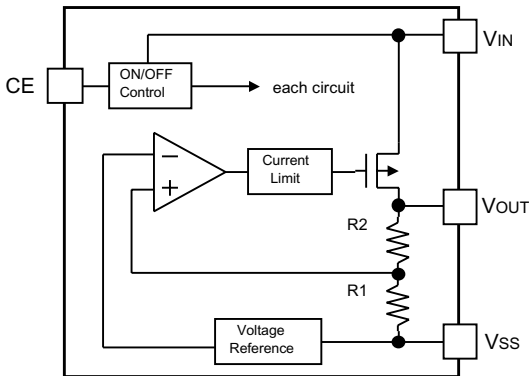 VIN
CE
ON/OFF
Control
each circuit
Current
Limit
−
+
VOUT
R2
R1
Voltage
Reference
VSS